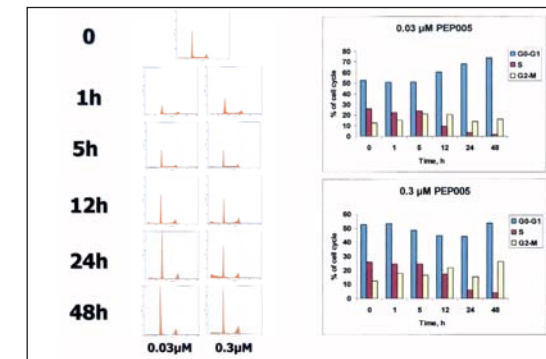 0
1h
5h
12h
24h
48h
0.03µM 0.3µM
0.03 µM PEP005
% of cell cycle
80
70
60
50
40
30
20
10
0
0 1 5 12 24 48
Time, h
G0-G1
S
G2-M
0.3 µM PEP005
% of cell cycle
60
50
40
30
20
10
0
0 1 5 12 24 48
Time, h
G0-G1
S
G2-M